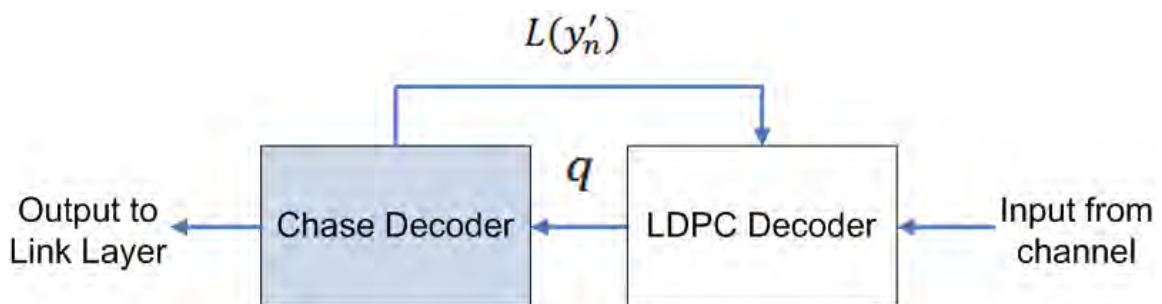 L(y′ₙ)
q
Output to
Link Layer
Chase Decoder
LDPC Decoder
Input from
channel